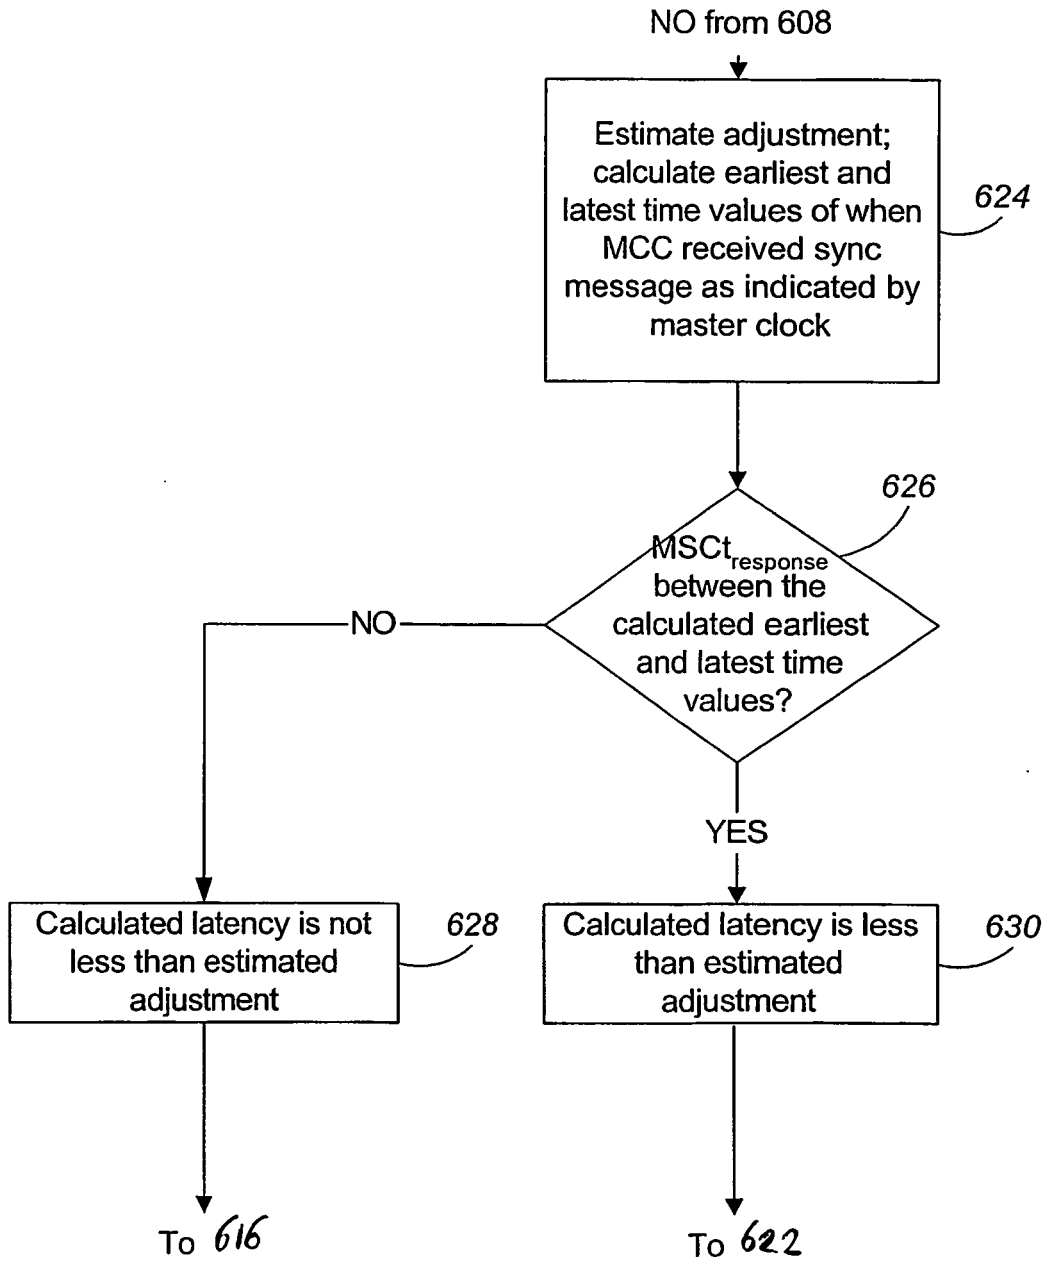 NO from 608
Estimate adjustment;
calculate earliest and
latest time values of when
MCC received sync
message as indicated by
master clock
624
626
MSCt_response
between the
calculated earliest
and latest time
values?
NO
YES
Calculated latency is not
less than estimated
adjustment
628
Calculated latency is less
than estimated
adjustment
630
To 616
To 622